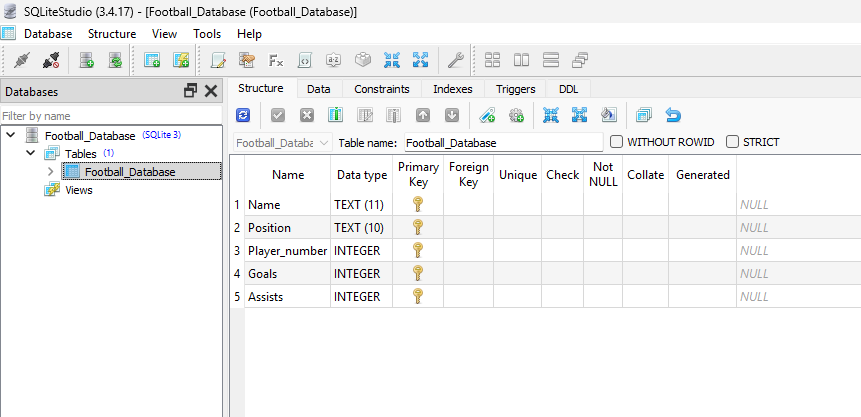 SQLiteStudio (3.4.17) - [Football_Database (Football_Database)]
Database Structure View Tools Help
Databases
Filter by name
Football_Database (SQLite 3)
Tables (1)
Football_Database
Views
Structure Data Constraints Indexes Triggers DDL
Football_Databa Table name: Football_Database WITHOUT ROWID STRICT
Name Data type Primary Key Foreign Key Unique Check Not NULL Collate Generated
1 Name TEXT (11) NULL
2 Position TEXT (10) NULL
3 Player_number INTEGER NULL
4 Goals INTEGER NULL
5 Assists INTEGER NULL